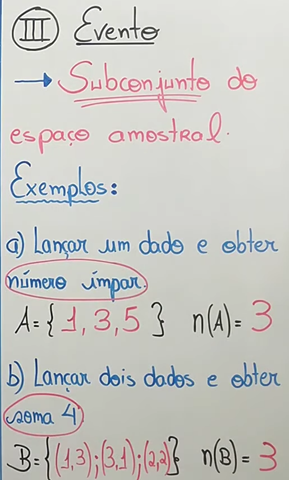 III Evento
→ Subconjunto do
espaço amostral.
Exemplos:
a) Lançar um dado e obter
número ímpar.
A={1,3,5} n(A)=3
b) Lançar dois dados e obter
soma 4
B={(1,3);(3,1);(2,2)} n(B)=3